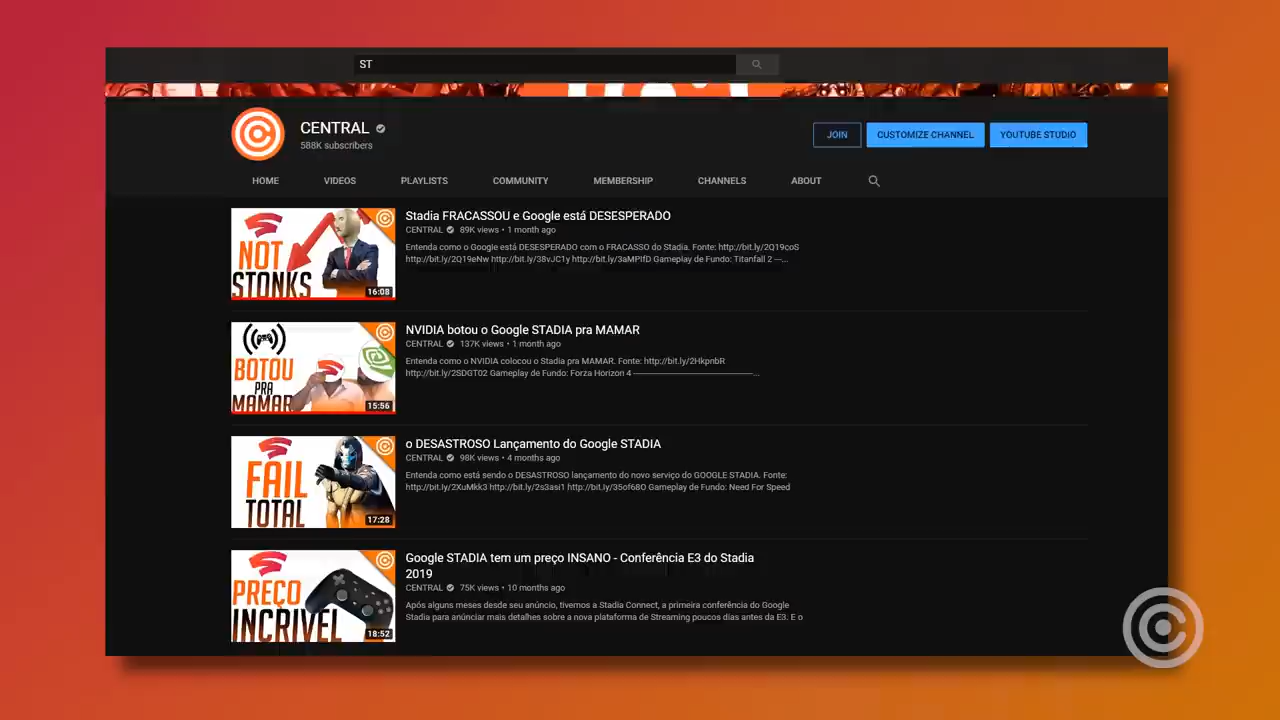 ST
CENTRAL
588K subscribers
JOIN
CUSTOMIZE CHANNEL
YOUTUBE STUDIO
HOME
VIDEOS
PLAYLISTS
COMMUNITY
MEMBERSHIP
CHANNELS
ABOUT
NOT
STONKS
16:08
Stadia FRACASSOU e Google está DESESPERADO
CENTRAL 89K views • 1 month ago
Entenda como o Google está DESESPERADO com o FRACASSO do Stadia. Fonte: http://bit.ly/2Q19coS
http://bit.ly/2Q19eNw http://bit.ly/38vJC1y http://bit.ly/3aMPIfD Gameplay de Fundo: Titanfall 2 —...
BOTOU
PRA
MAMAR
15:56
NVIDIA botou o Google STADIA pra MAMAR
CENTRAL 137K views • 1 month ago
Entenda como o NVIDIA colocou o Stadia pra MAMAR. Fonte: http://bit.ly/2HkpnbR
http://bit.ly/2SDGT02 Gameplay de Fundo: Forza Horizon 4 —————————————...
FAIL
TOTAL
17:28
o DESASTROSO Lançamento do Google STADIA
CENTRAL 98K views • 4 months ago
Entenda como está sendo o DESASTROSO lançamento do novo serviço do GOOGLE STADIA. Fonte:
http://bit.ly/2XuMkk3 http://bit.ly/2s3asi1 http://bit.ly/35of68O Gameplay de Fundo: Need For Speed
PREÇO
INCRIVEL
18:52
Google STADIA tem um preço INSANO - Conferência E3 do Stadia
2019
CENTRAL 75K views • 10 months ago
Após alguns meses desde seu anúncio, tivemos a Stadia Connect, a primeira conferência do Google
Stadia para anúnciar mais detalhes sobre a nova plataforma de Streaming poucos dias antes da E3. E o